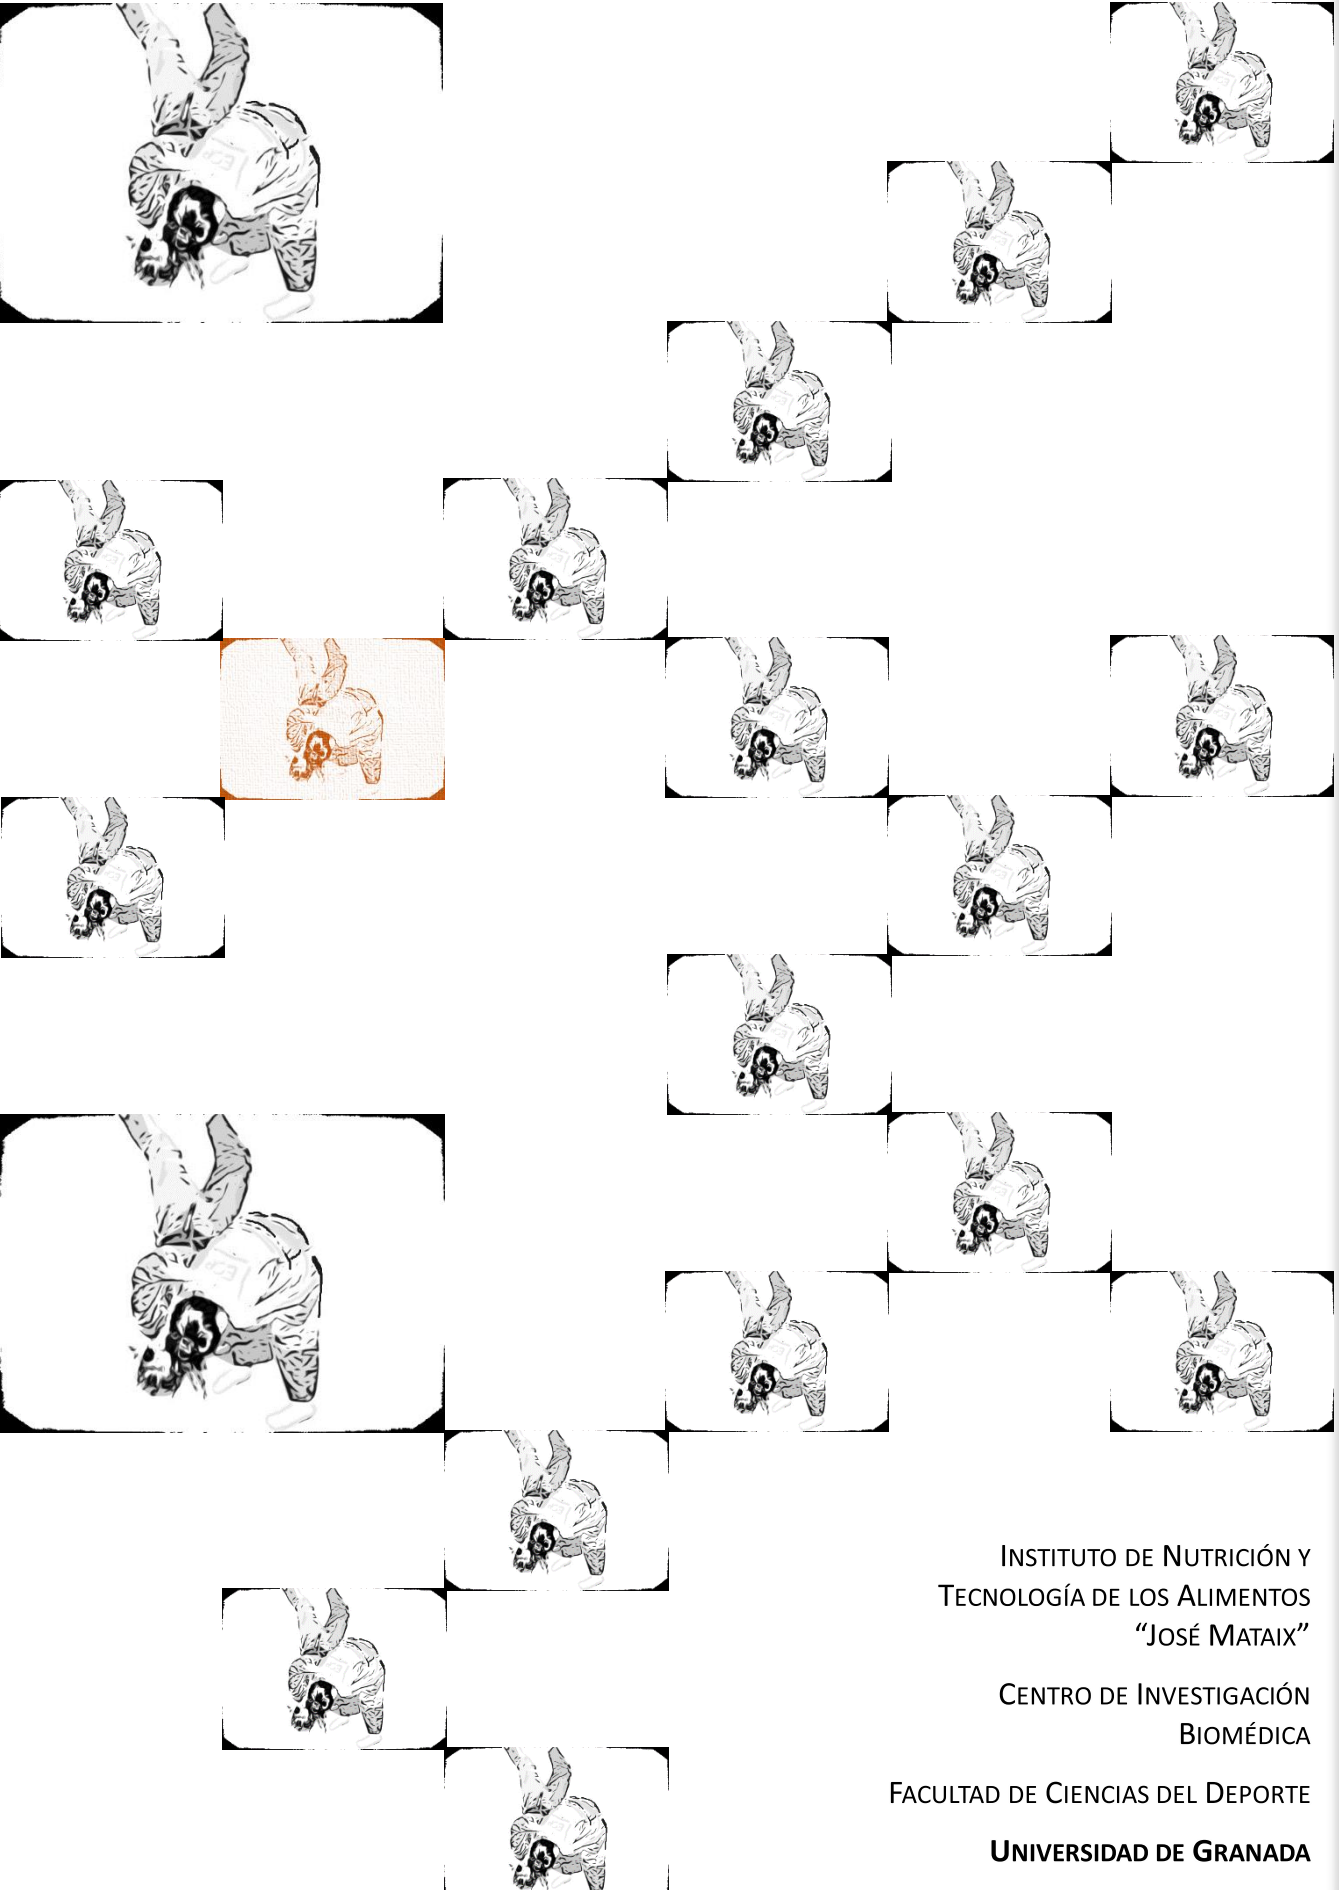 INSTITUTO DE NUTRICIÓN Y
TECNOLOGÍA DE LOS ALIMENTOS
“JOSÉ MATAIX”
CENTRO DE INVESTIGACIÓN
BIOMÉDICA
FACULTAD DE CIENCIAS DEL DEPORTE
UNIVERSIDAD DE GRANADA